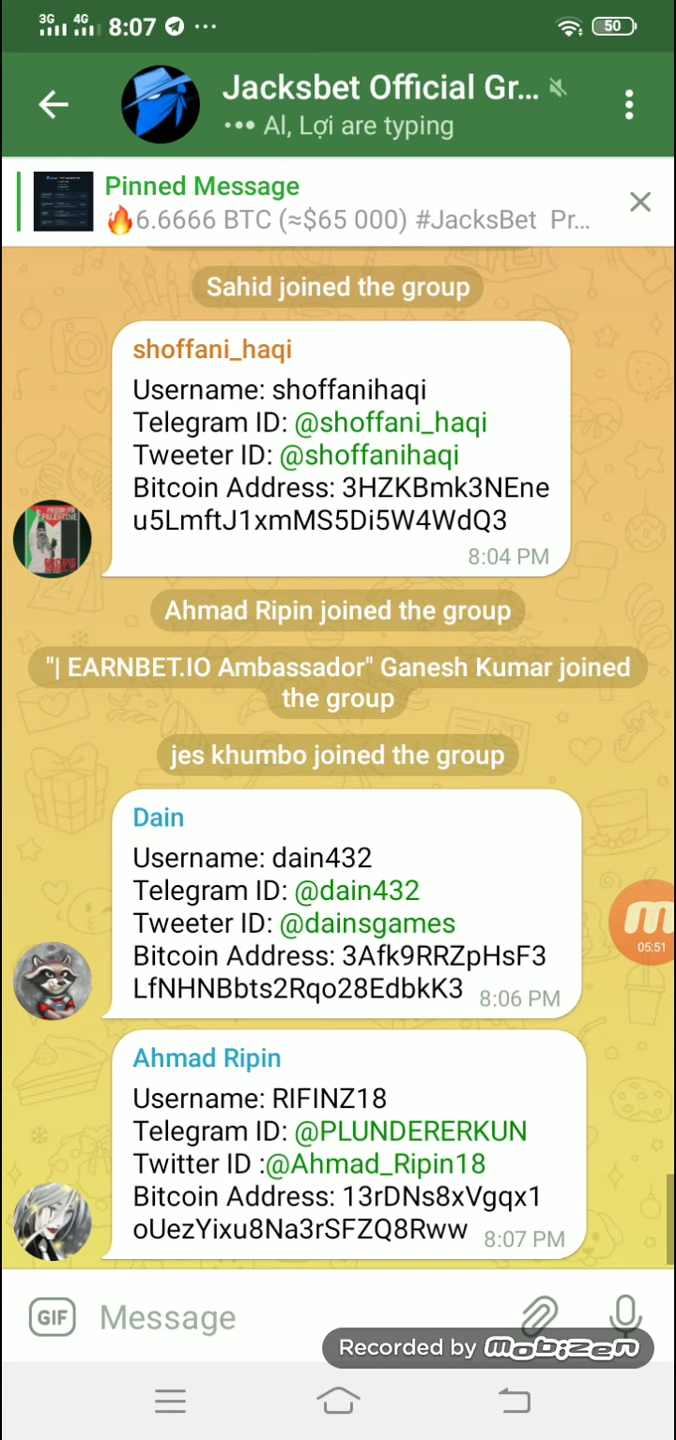 3G 4G 8:07 ••• 50
Jacksbet Official Gr...
••• Al, Lợi are typing
Pinned Message
🔥6.6666 BTC (≈$65 000) #JacksBet Pr...
Sahid joined the group
shoffani_haqi
Username: shoffanihaqi
Telegram ID: @shoffani_haqi
Tweeter ID: @shoffanihaqi
Bitcoin Address: 3HZKBmk3NEne
u5LmftJ1xmMS5Di5W4WdQ3
8:04 PM
Ahmad Ripin joined the group
"| EARNBET.IO Ambassador" Ganesh Kumar joined
the group
jes khumbo joined the group
Dain
Username: dain432
Telegram ID: @dain432
Tweeter ID: @dainsgames
Bitcoin Address: 3Afk9RRZpHsF3
LfNHNBbts2Rqo28EdbkK3 8:06 PM
05:51
Ahmad Ripin
Username: RIFINZ18
Telegram ID: @PLUNDERERKUN
Twitter ID :@Ahmad_Ripin18
Bitcoin Address: 13rDNs8xVgqx1
oUezYixu8Na3rSFZQ8Rww 8:07 PM
GIF Message
Recorded by mobizen